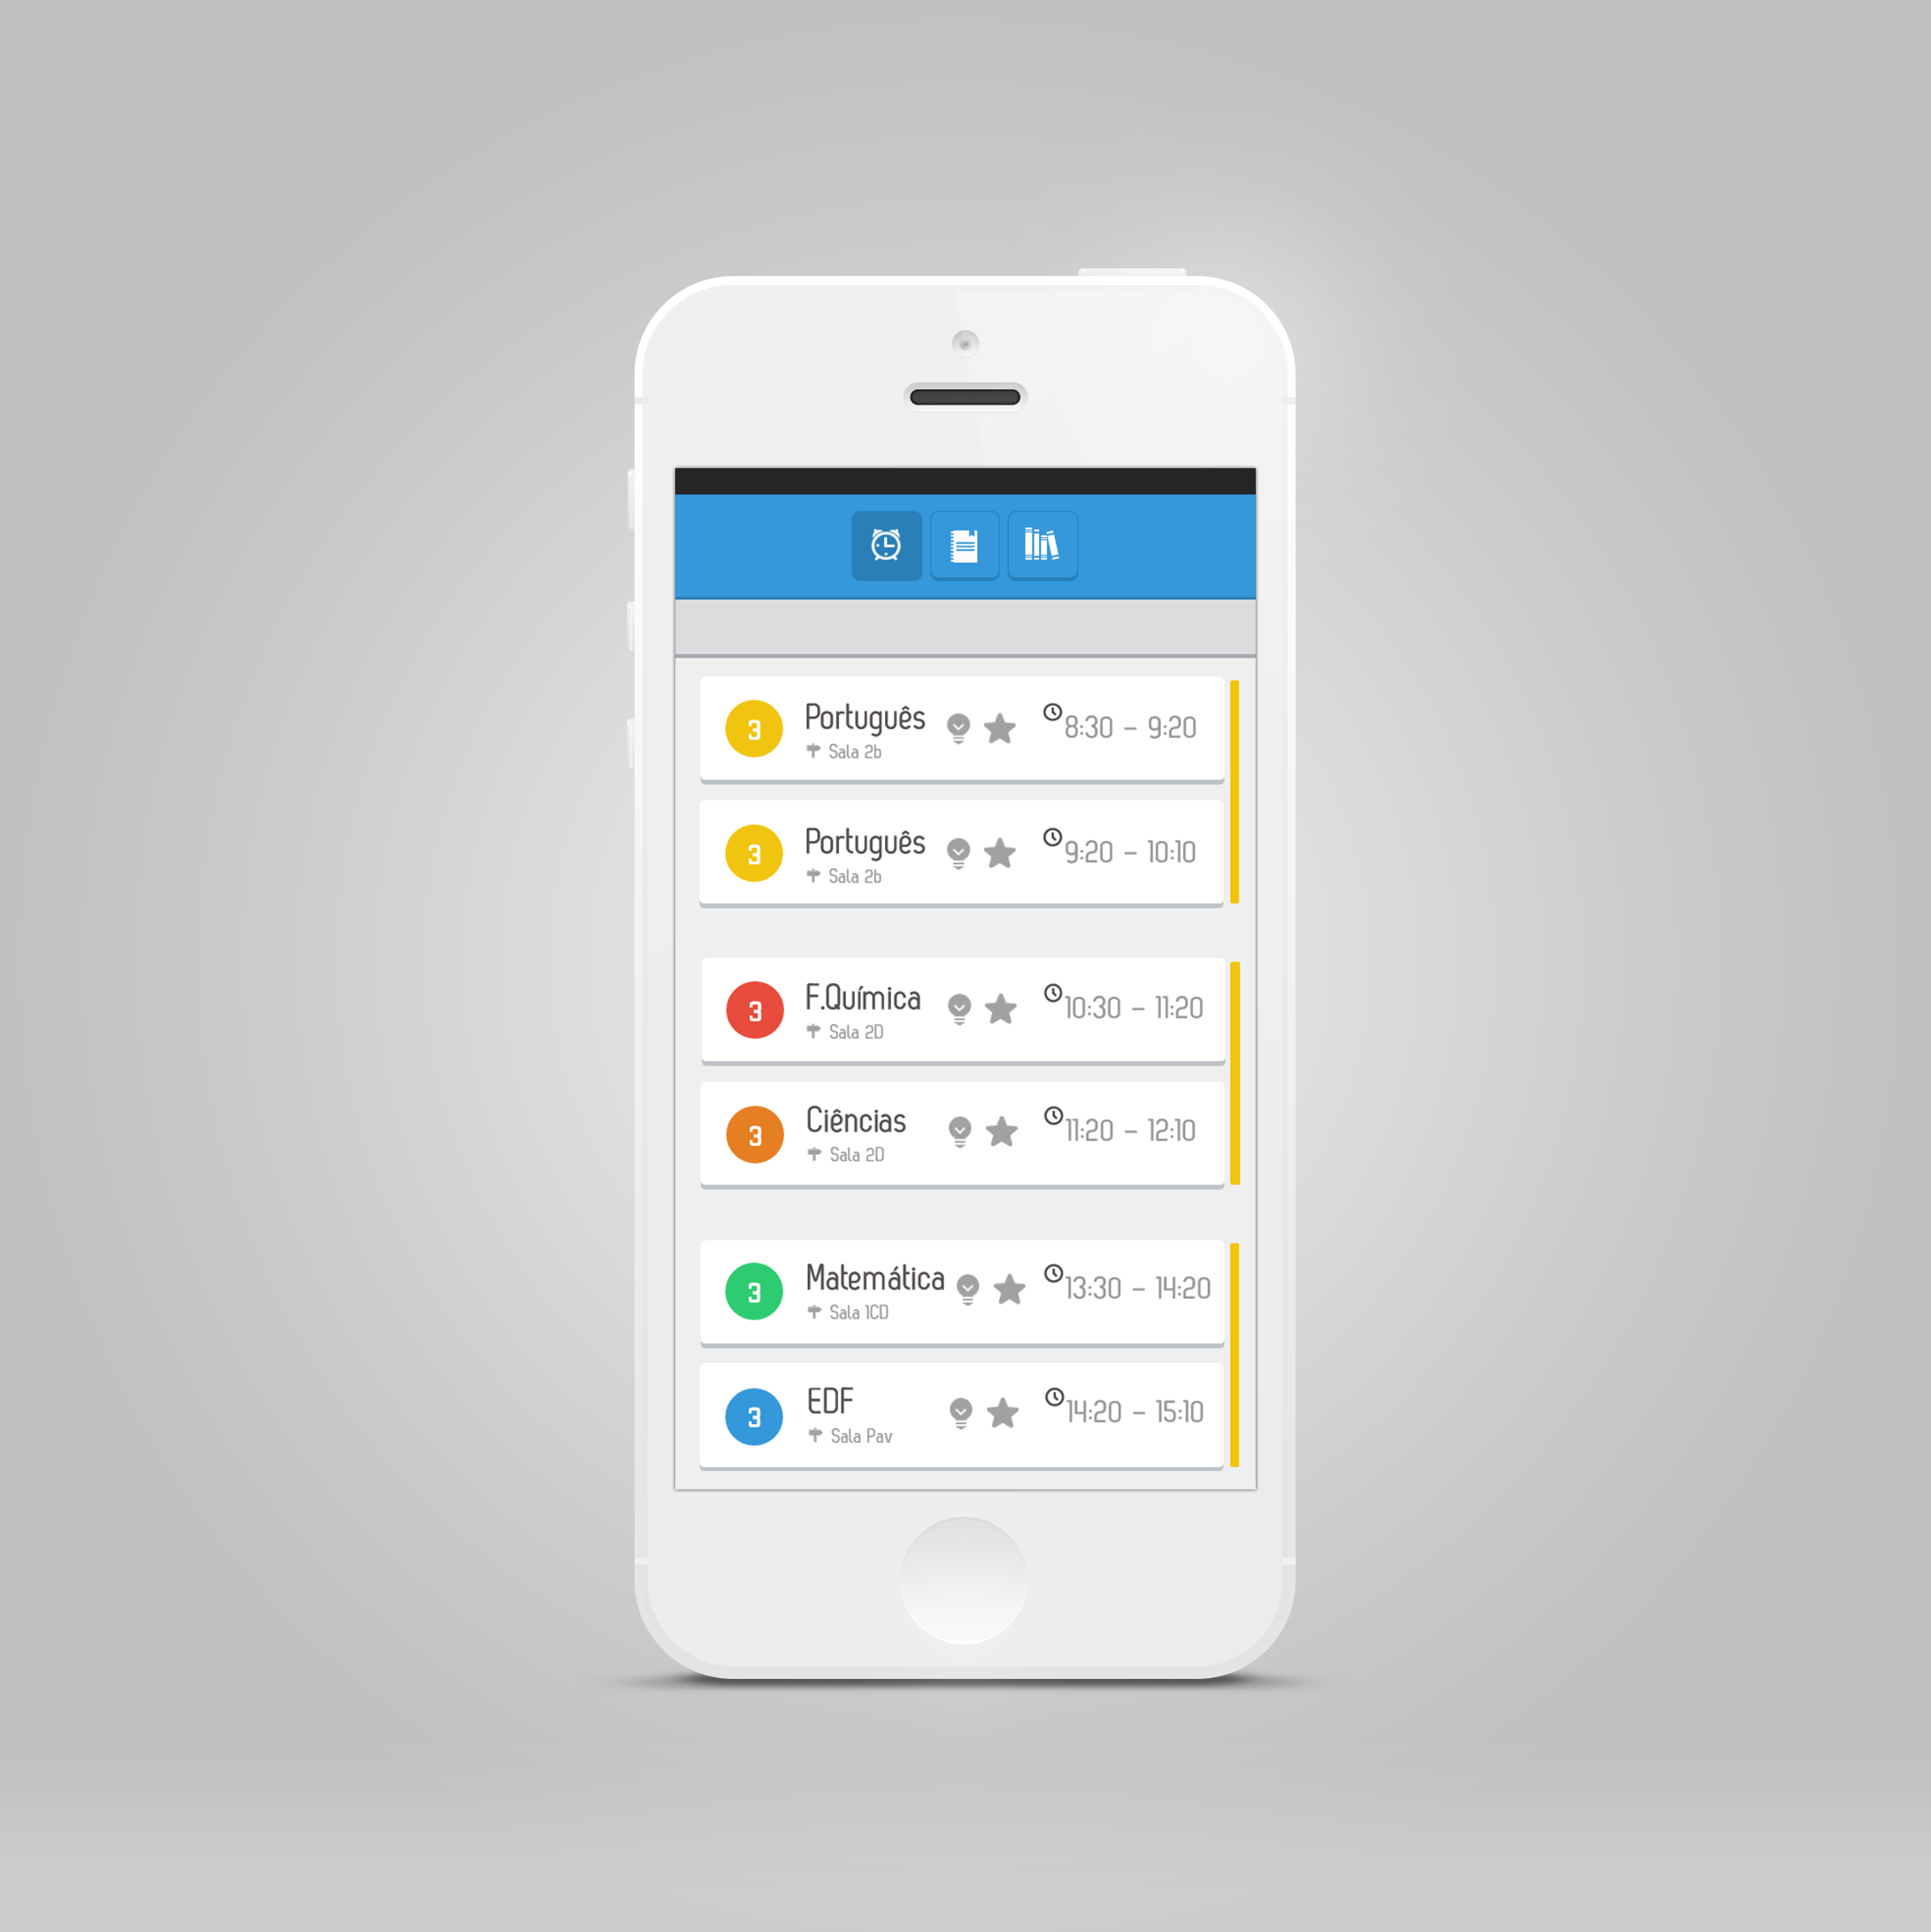 3 Português 8:30 - 9:20
Sala 2b
3 Português 9:20 - 10:10
Sala 2b
3 F.Química 10:30 - 11:20
Sala 2D
3 Ciências 11:20 - 12:10
Sala 2D
3 Matemática 13:30 - 14:20
Sala 1CD
3 EDF 14:20 - 15:10
Sala Pav